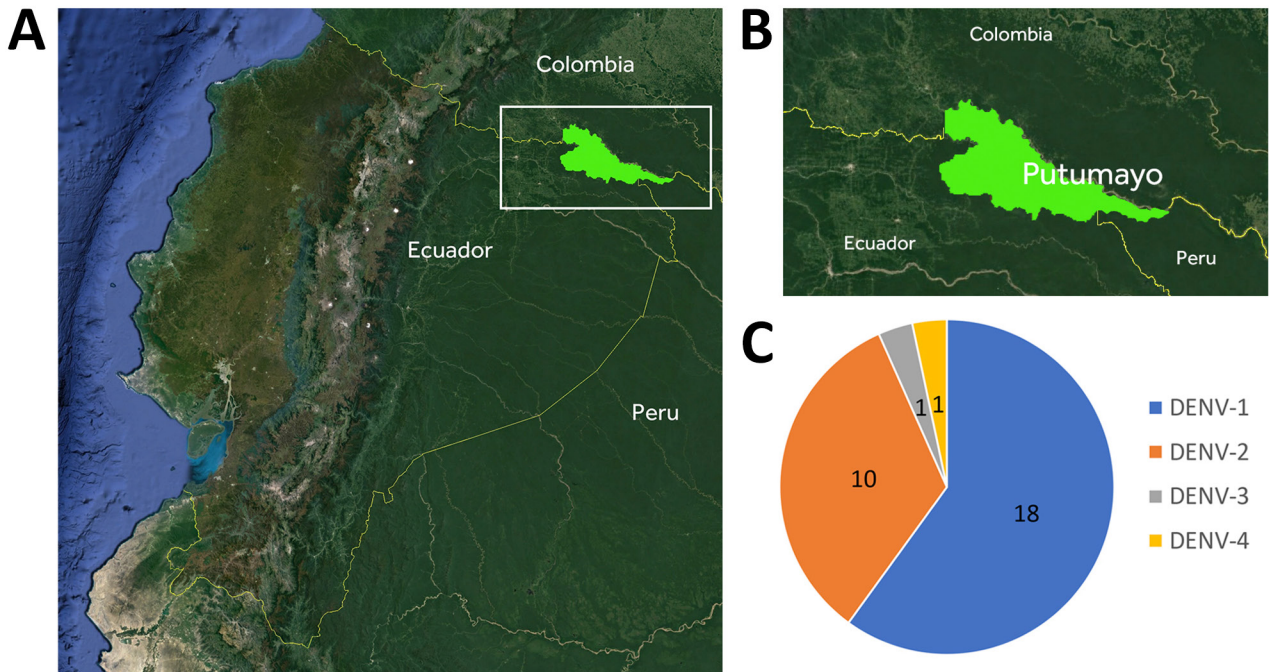 A
Colombia
Ecuador
Peru
B
Colombia
Putumayo
Ecuador
Peru
C
1
1
10
18
DENV-1
DENV-2
DENV-3
DENV-4